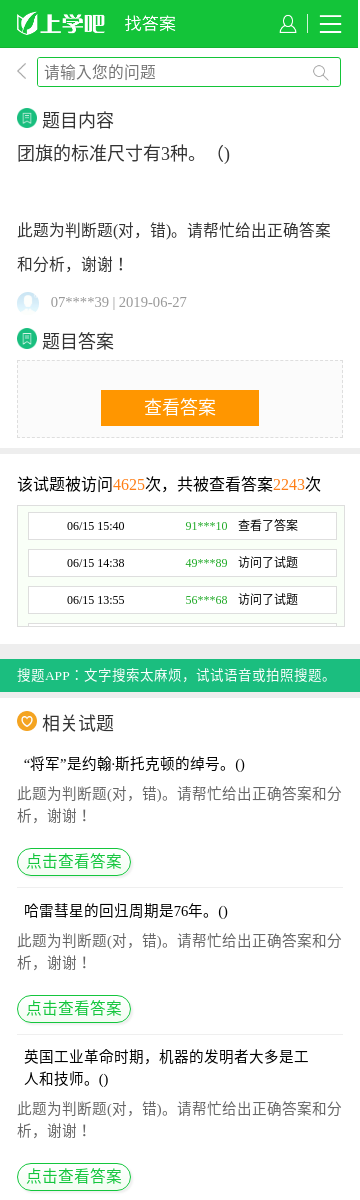 上学吧
找答案
请输入您的问题
题目内容
团旗的标准尺寸有3种。（)
此题为判断题(对，错)。请帮忙给出正确答案
和分析，谢谢！
07****39 | 2019-06-27
题目答案
查看答案
该试题被访问4625次，共被查看答案2243次
06/15 15:40 91***10 查看了答案
06/15 14:38 49***89 访问了试题
06/15 13:55 56***68 访问了试题
搜题APP：文字搜索太麻烦，试试语音或拍照搜题。
相关试题
“将军”是约翰·斯托克顿的绰号。()
此题为判断题(对，错)。请帮忙给出正确答案和分
析，谢谢！
点击查看答案
哈雷彗星的回归周期是76年。()
此题为判断题(对，错)。请帮忙给出正确答案和分
析，谢谢！
点击查看答案
英国工业革命时期，机器的发明者大多是工
人和技师。()
此题为判断题(对，错)。请帮忙给出正确答案和分
析，谢谢！
点击查看答案